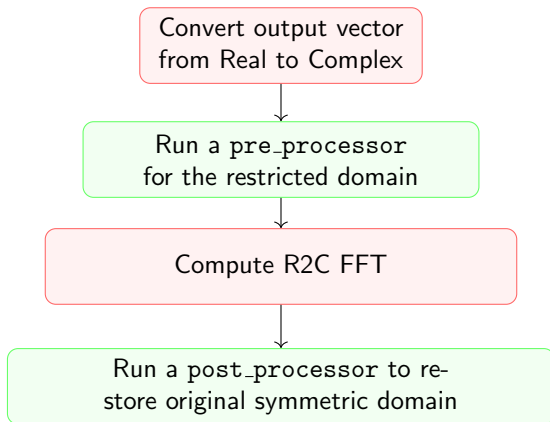 Convert output vector
from Real to Complex
Run a pre_processor
for the restricted domain
Compute R2C FFT
Run a post_processor to re-
store original symmetric domain